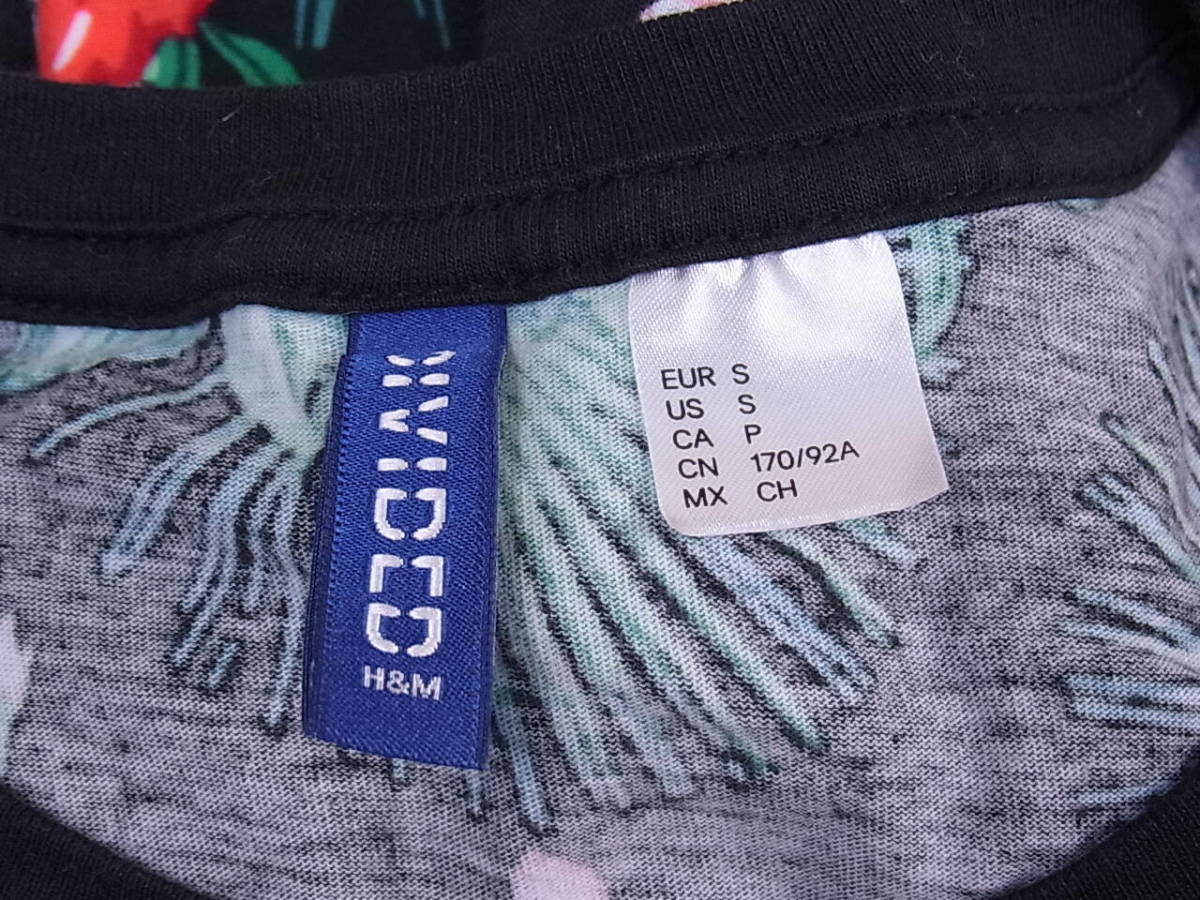 DIVIDED
H&M
EUR S
US S
CA P
CN 170/92A
MX CH